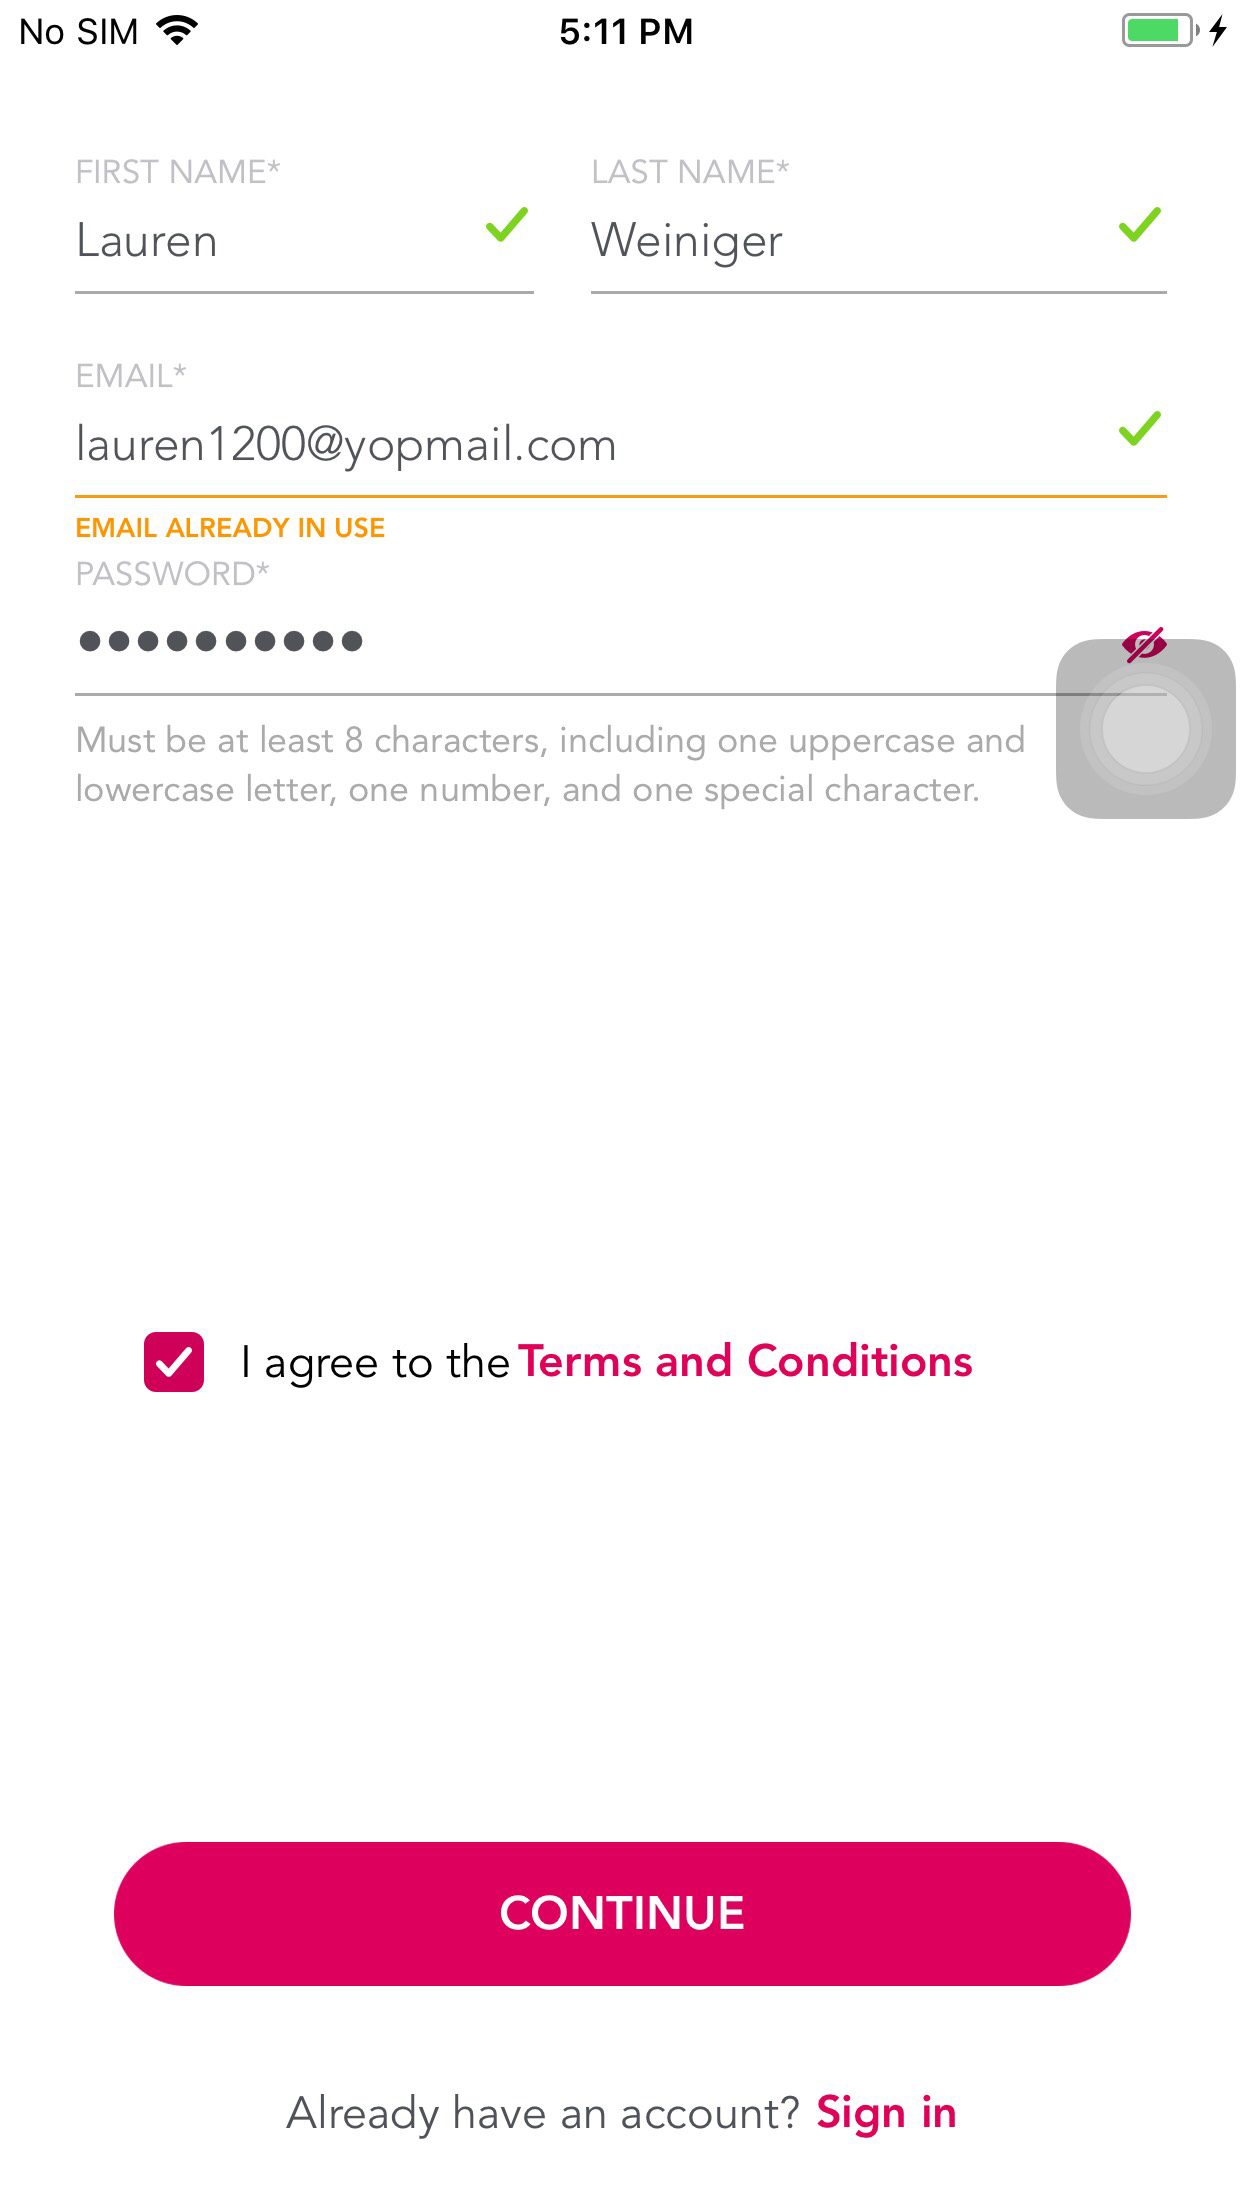 No SIM 5:11 PM
FIRST NAME* LAST NAME*
Lauren Weiniger
EMAIL*
lauren1200@yopmail.com
EMAIL ALREADY IN USE
PASSWORD*
••••••••••
Must be at least 8 characters, including one uppercase and
lowercase letter, one number, and one special character.
I agree to the Terms and Conditions
CONTINUE
Already have an account? Sign in